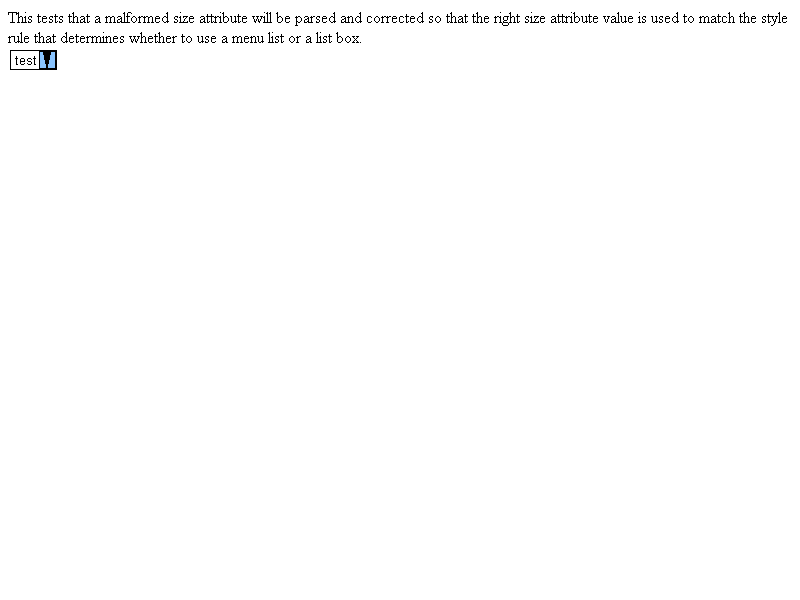 This tests that a malformed size attribute will be parsed and corrected so that the right size attribute value is used to match the style
rule that determines whether to use a menu list or a list box.
test